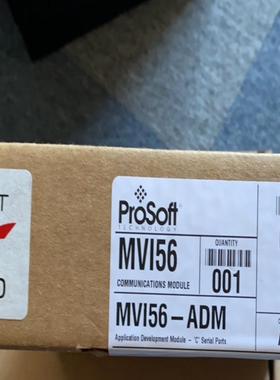 ProSoft
TECHNOLOGY
MVI56
COMMUNICATIONS MODULE
QUANTITY
001
MVI56-ADM
Application Development Module - 'C' Serial Ports